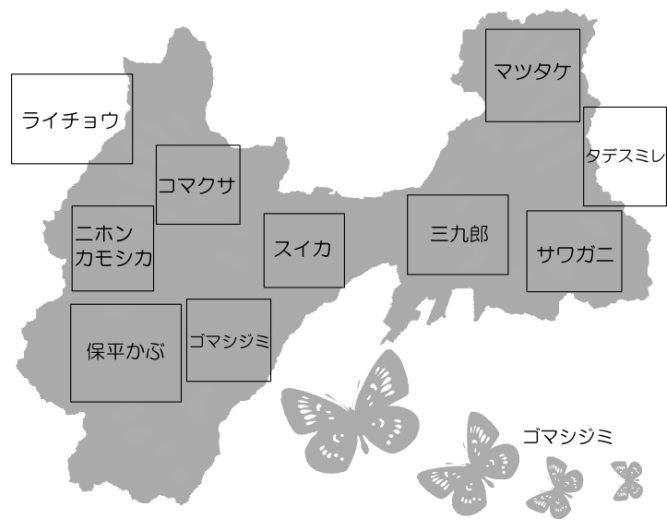 マツタケ
ライチョウ
タデスミレ
コマクサ
ニホン
カモシカ
スイカ
三九郎
サワガニ
保平かぶ
ゴマシジミ
ゴマシジミ